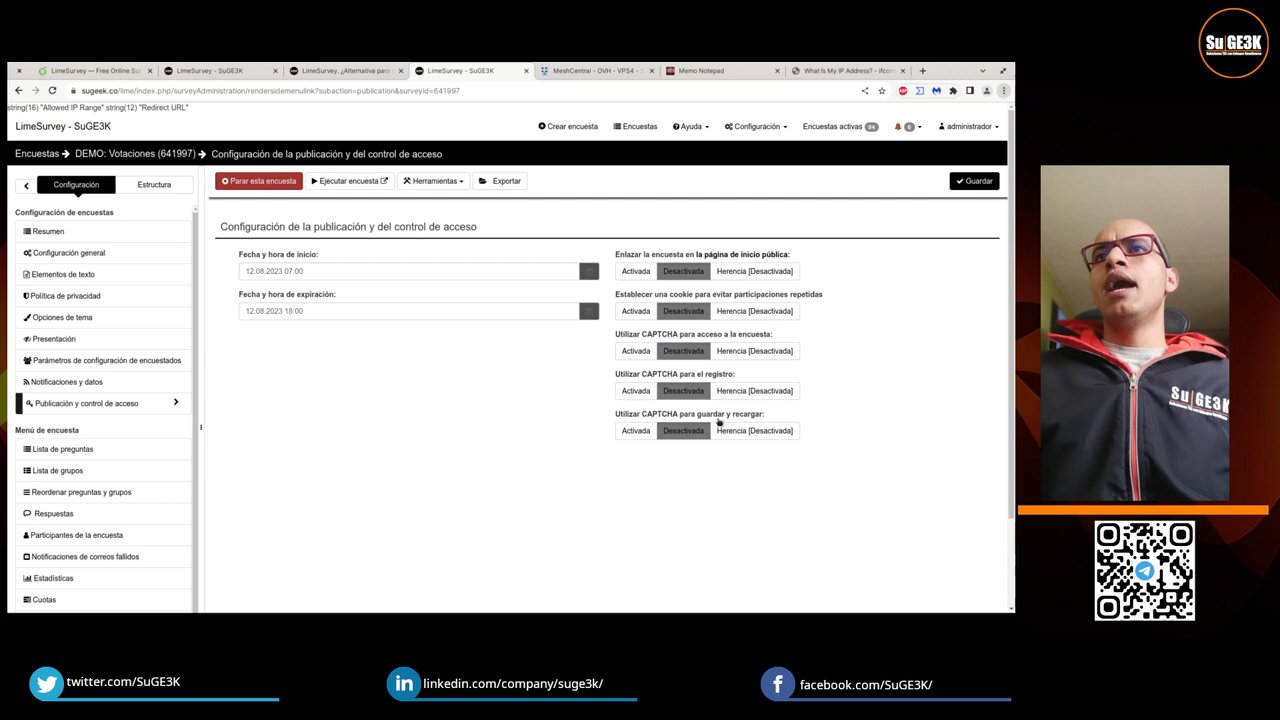 SuGE3K
LimeSurvey — Free Online Su
LimeSurvey - SuGE3K
LimeSurvey, ¿Alternativa para
LimeSurvey - SuGE3K
MeshCentral - OVH - VPS4 - S
Memo Notepad
What Is My IP Address? - ifcon
sugeek.co/lime/index.php/surveyAdministration/rendersidemenulink?subaction=publication&surveyid=641997
string(16) "Allowed IP Range" string(12) "Redirect URL"
LimeSurvey - SuGE3K
Crear encuesta
Encuestas
Ayuda
Configuración
Encuestas activas 94
6
administrador
Encuestas
DEMO: Votaciones (641997)
Configuración de la publicación y del control de acceso
Configuración
Estructura
Parar esta encuesta
Ejecutar encuesta
Herramientas
Exportar
Guardar
Configuración de encuestas
Resumen
Configuración general
Elementos de texto
Política de privacidad
Opciones de tema
Presentación
Parámetros de configuración de encuestados
Notificaciones y datos
Publicación y control de acceso
Menú de encuesta
Lista de preguntas
Lista de grupos
Reordenar preguntas y grupos
Respuestas
Participantes de la encuesta
Notificaciones de correos fallidos
Estadísticas
Cuotas
Configuración de la publicación y del control de acceso
Fecha y hora de inicio:
12.08.2023 07:00
Fecha y hora de expiración:
12.08.2023 18:00
Enlazar la encuesta en la página de inicio pública:
Activada Desactivada Herencia [Desactivada]
Establecer una cookie para evitar participaciones repetidas
Activada Desactivada Herencia [Desactivada]
Utilizar CAPTCHA para acceso a la encuesta:
Activada Desactivada Herencia [Desactivada]
Utilizar CAPTCHA para el registro:
Activada Desactivada Herencia [Desactivada]
Utilizar CAPTCHA para guardar y recargar:
Activada Desactivada Herencia [Desactivada]
SuGE3K
twitter.com/SuGE3K
linkedin.com/company/suge3k/
facebook.com/SuGE3K/